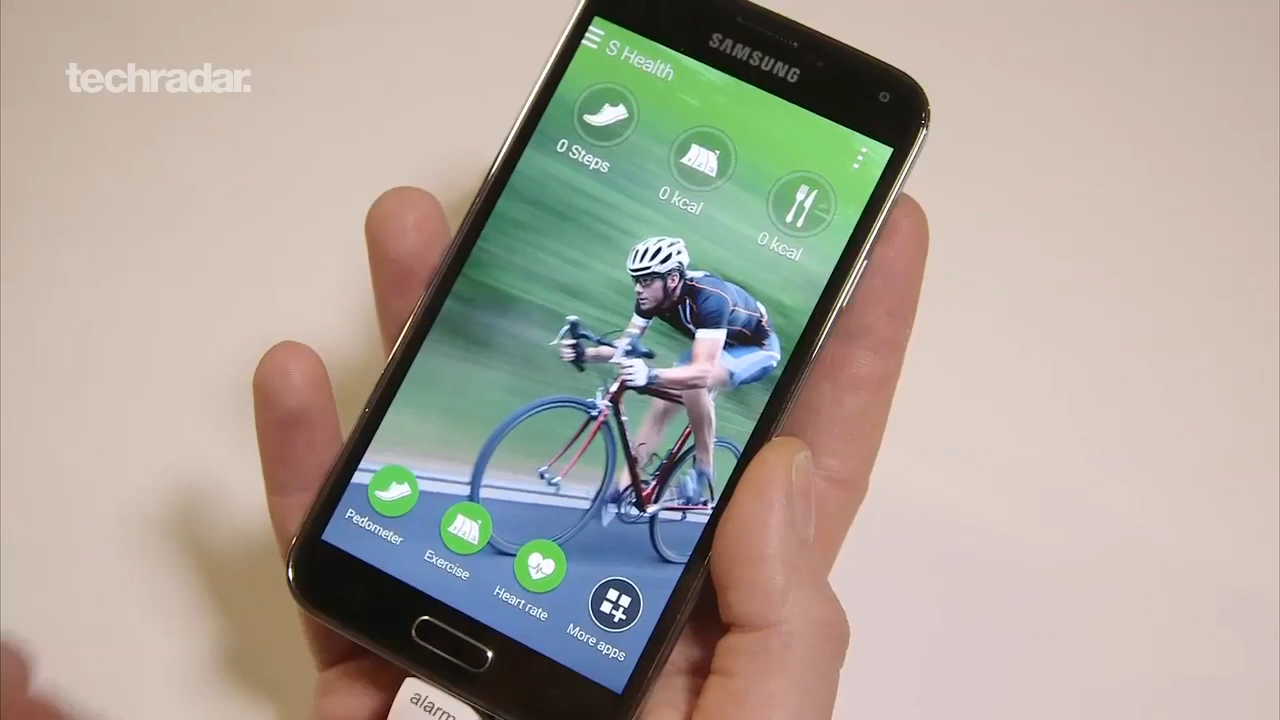 techradar.
SAMSUNG
S Health
0 Steps
0 kcal
0 kcal
Pedometer
Exercise
Heart rate
More apps
alarm